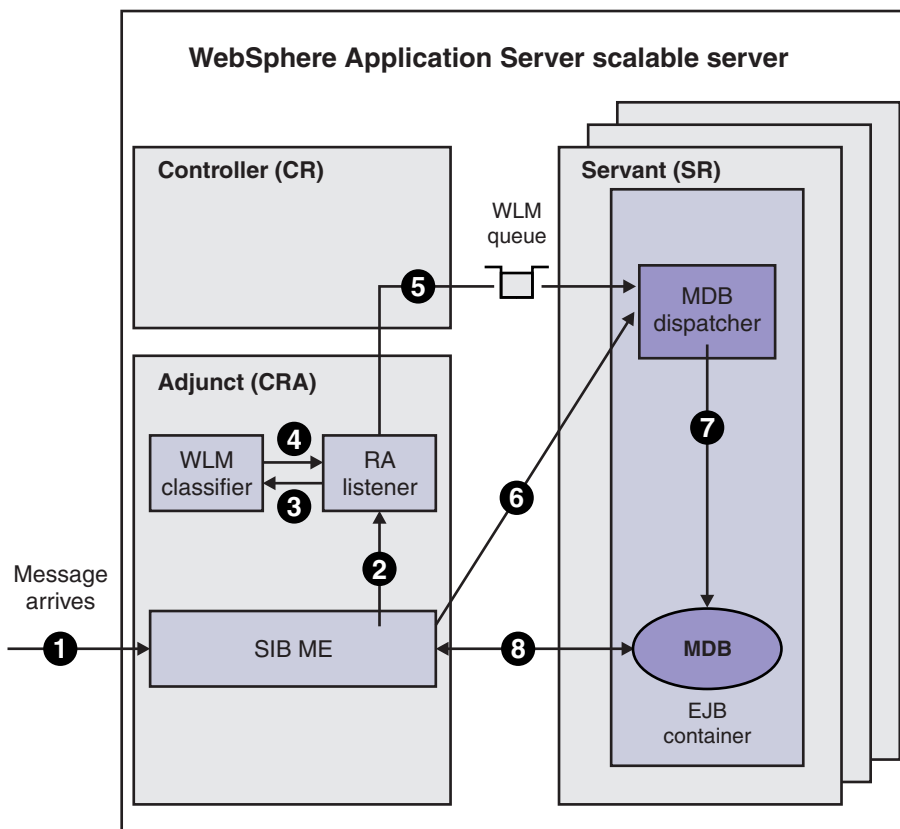 WebSphere Application Server scalable server
Controller (CR)
Servant (SR)
WLM
queue
5
MDB
dispatcher
Adjunct (CRA)
WLM
classifier
4
3
RA
listener
7
6
2
Message
arrives
1
SIB ME
8
MDB
EJB
container